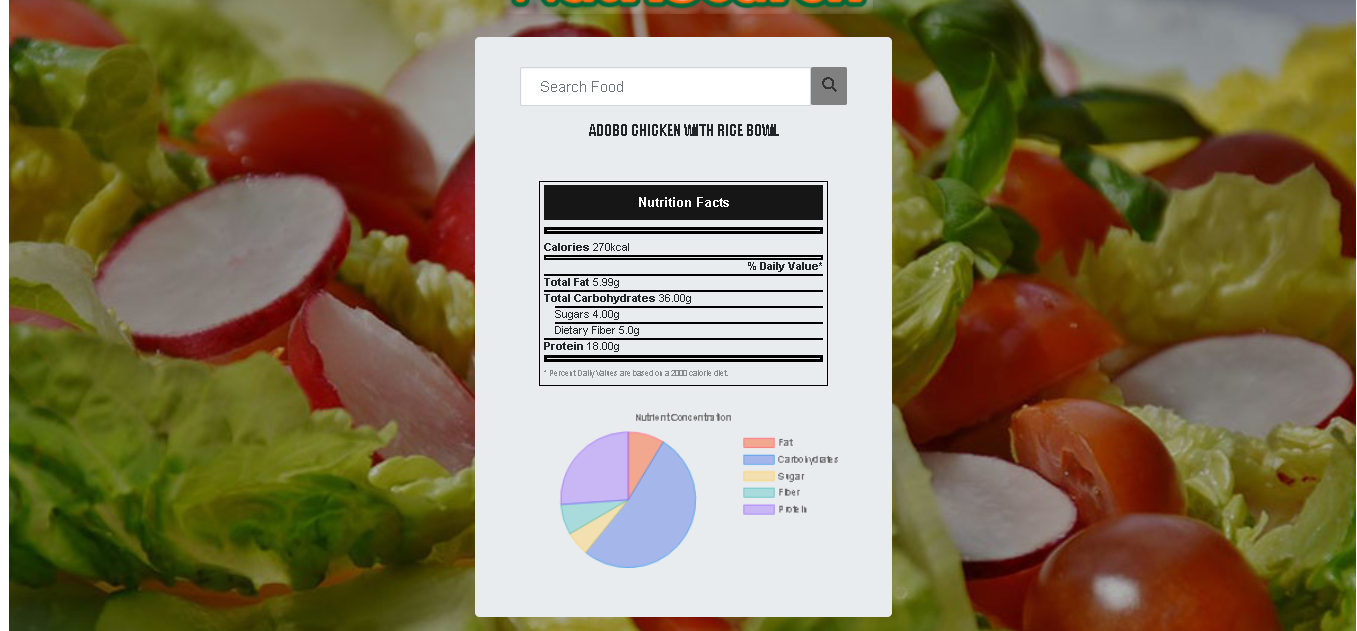 Search Food
ADOBO CHICKEN WITH RICE BOWL
Nutrition Facts
Calories 270kcal
% Daily Value*
Total Fat 5.99g
Total Carbohydrates 36.00g
Sugars 4.00g
Dietary Fiber 5.0g
Protein 18.00g
* Percent Daily Values are based on a 2000 calorie diet.
Nutrient Concentration
Fat
Carbohydrates
Sugar
Fiber
Protein